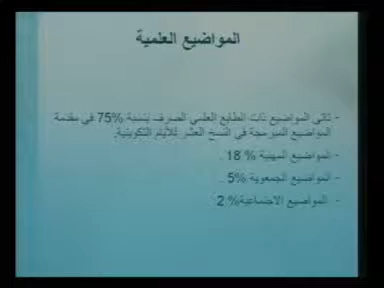 المواضيع العلمية
- تأتي المواضيع ذات الطابع العلمي الصرف بنسبة 75% في مقدمة
المواضيع المبرمجة في النسخ العشر للأيام التكوينية.
- المواضيع المهنية % 18 .
- المواضيع الجمعوية 5% .
- المواضيع الاجتماعية% 2